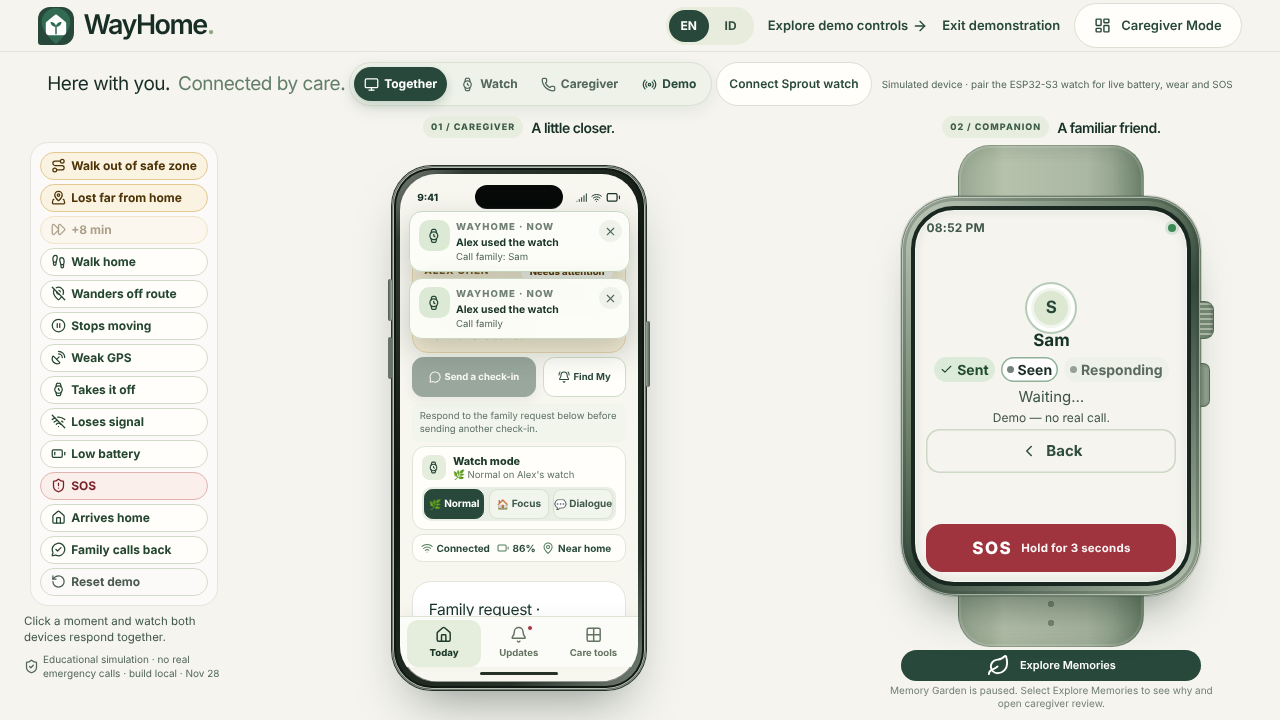 WayHome.
EN
ID
Explore demo controls →
Exit demonstration
Caregiver Mode
Here with you. Connected by care.
Together
Watch
Caregiver
Demo
Connect Sprout watch
Simulated device · pair the ESP32-S3 watch for live battery, wear and SOS
01 / CAREGIVER
A little closer.
02 / COMPANION
A familiar friend.
Walk out of safe zone
Lost far from home
+8 min
Walk home
Wanders off route
Stops moving
Weak GPS
Takes it off
Loses signal
Low battery
SOS
Arrives home
Family calls back
Reset demo
Click a moment and watch both
devices respond together.
Educational simulation · no real
emergency calls · build local · Nov 28
9:41
WAYHOME · NOW
Alex used the watch
Call family: Sam
ALEX CHEN
Needs attention
WAYHOME · NOW
Alex used the watch
Call family
Send a check-in
Find My
Respond to the family request below before
sending another check-in.
Watch mode
🌿 Normal on Alex's watch
🌿 Normal
🏠 Focus
💬 Dialogue
Connected
86%
Near home
Family request ·
Today
Updates
Care tools
08:52 PM
S
Sam
Sent
Seen
Responding
Waiting...
Demo — no real call.
Back
SOS Hold for 3 seconds
Explore Memories
Memory Garden is paused. Select Explore Memories to see why and
open caregiver review.